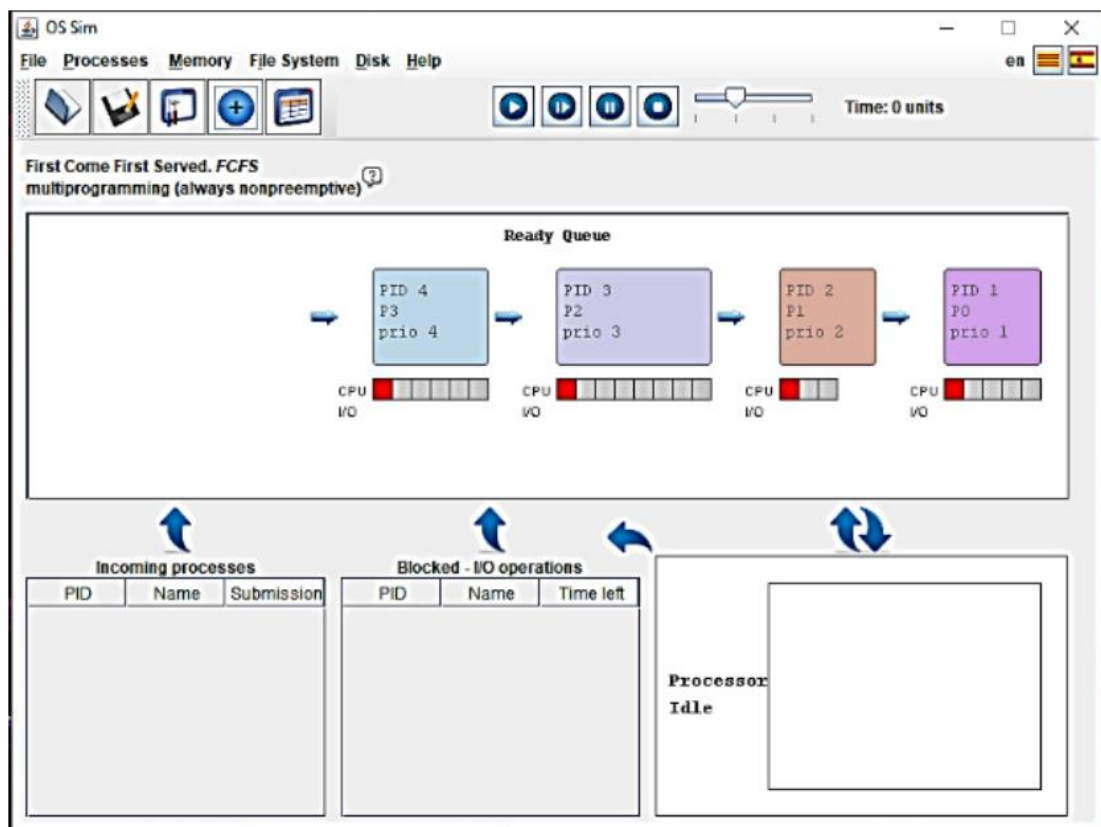 OS Sim
File Processes Memory File System Disk Help
en
Time: 0 units
First Come First Served. FCFS
multiprogramming (always nonpreemptive)
?
Ready Queue
PID 4
P3
prio 4
CPU
I/O
PID 3
P2
prio 3
CPU
I/O
PID 2
P1
prio 2
CPU
I/O
PID 1
P0
prio 1
CPU
I/O
Incoming processes
PID Name Submission
Blocked - I/O operations
PID Name Time left
Processor
Idle